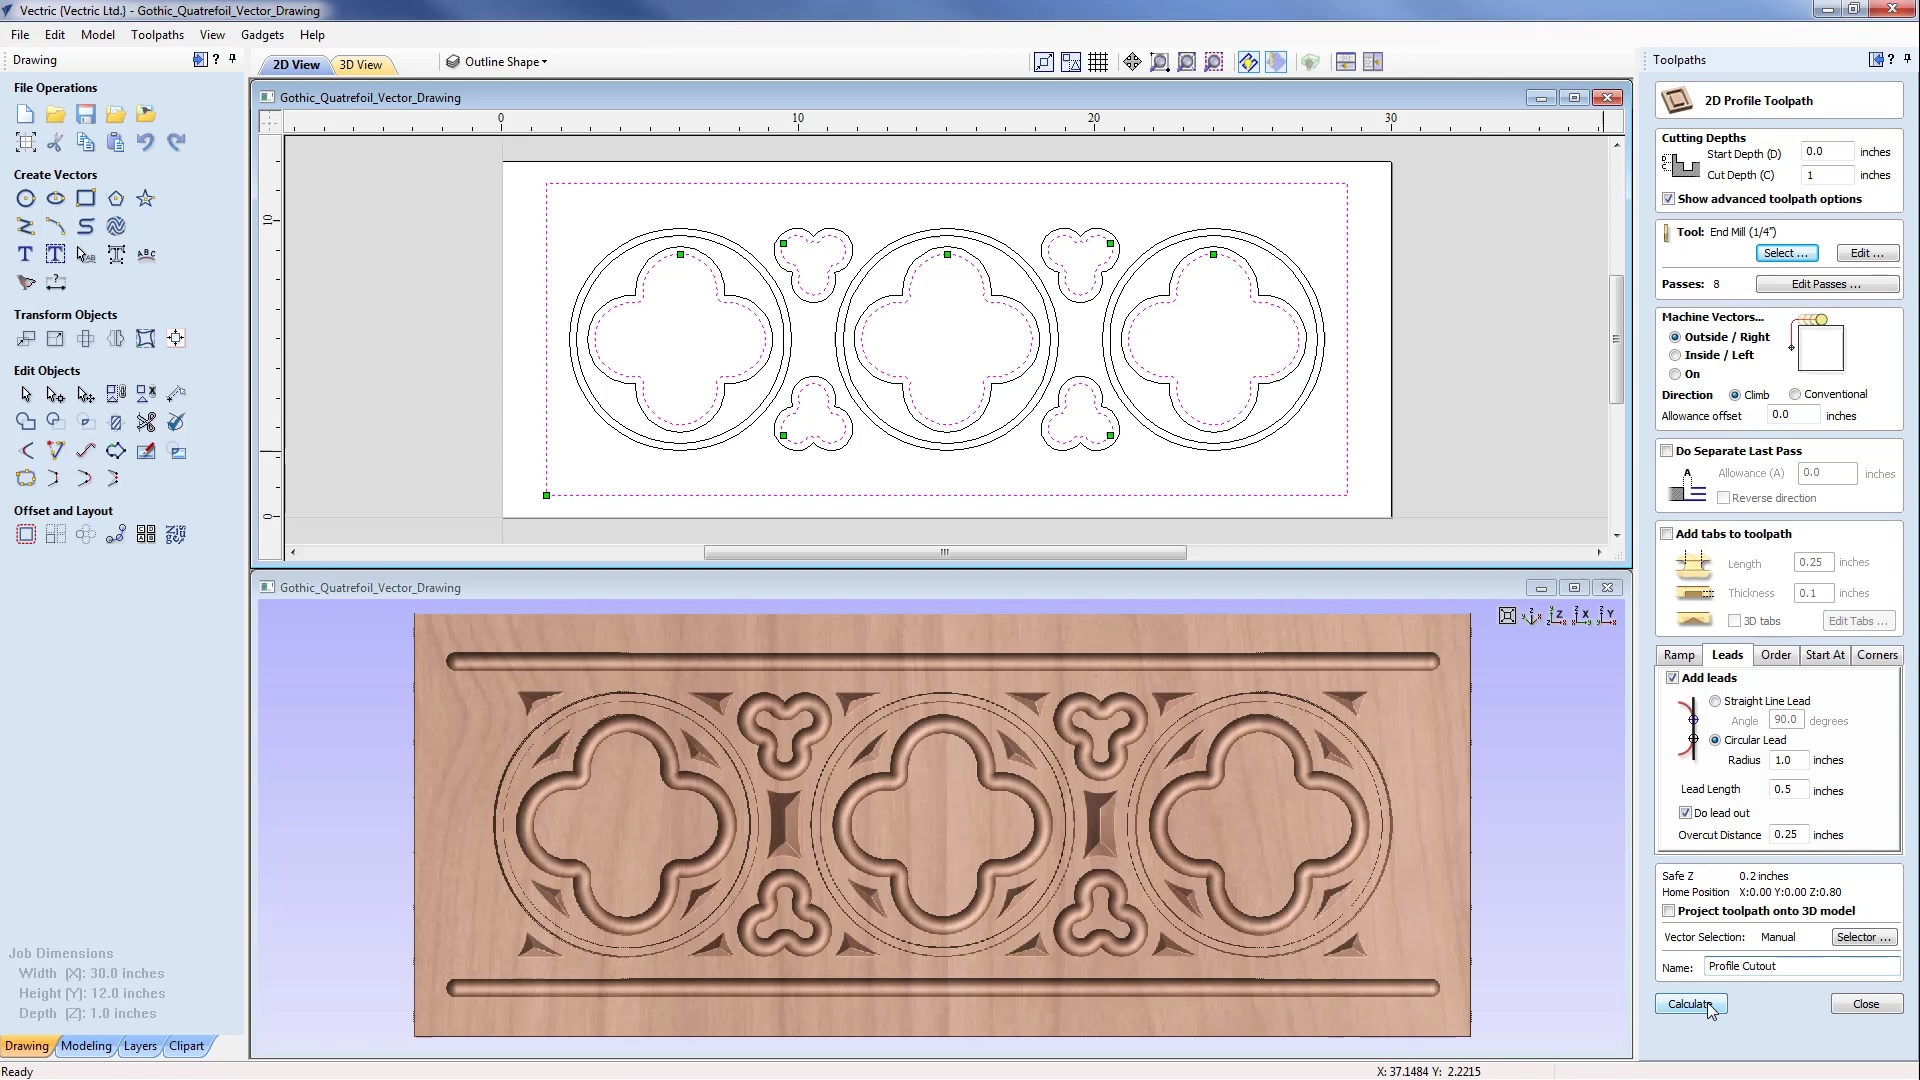 Vectric {Vectric Ltd.} - Gothic_Quatrefoil_Vector_Drawing
File Edit Model Toolpaths View Gadgets Help
Drawing
File Operations
Create Vectors
Transform Objects
Edit Objects
Offset and Layout
Job Dimensions
Width (X): 30.0 inches
Height (Y): 12.0 inches
Depth (Z): 1.0 inches
Drawing Modeling Layers Clipart
Ready
2D View 3D View Outline Shape
Gothic_Quatrefoil_Vector_Drawing
0 10 20 30
10
0
Gothic_Quatrefoil_Vector_Drawing
X: 37.1484 Y: 2.2215
Toolpaths
2D Profile Toolpath
Cutting Depths
Start Depth (D) 0.0 inches
Cut Depth (C) 1 inches
Show advanced toolpath options
Tool: End Mill (1/4")
Select ... Edit ...
Passes: 8 Edit Passes ...
Machine Vectors...
Outside / Right
Inside / Left
On
Direction Climb Conventional
Allowance offset 0.0 inches
Do Separate Last Pass
A Allowance (A) 0.0 inches
Reverse direction
Add tabs to toolpath
Length 0.25 inches
Thickness 0.1 inches
3D tabs Edit Tabs ...
Ramp Leads Order Start At Corners
Add leads
Straight Line Lead
Angle 90.0 degrees
Circular Lead
Radius 1.0 inches
Lead Length 0.5 inches
Do lead out
Overcut Distance 0.25 inches
Safe Z 0.2 inches
Home Position X:0.00 Y:0.00 Z:0.80
Project toolpath onto 3D model
Vector Selection: Manual Selector ...
Name: Profile Cutout
Calculate Close